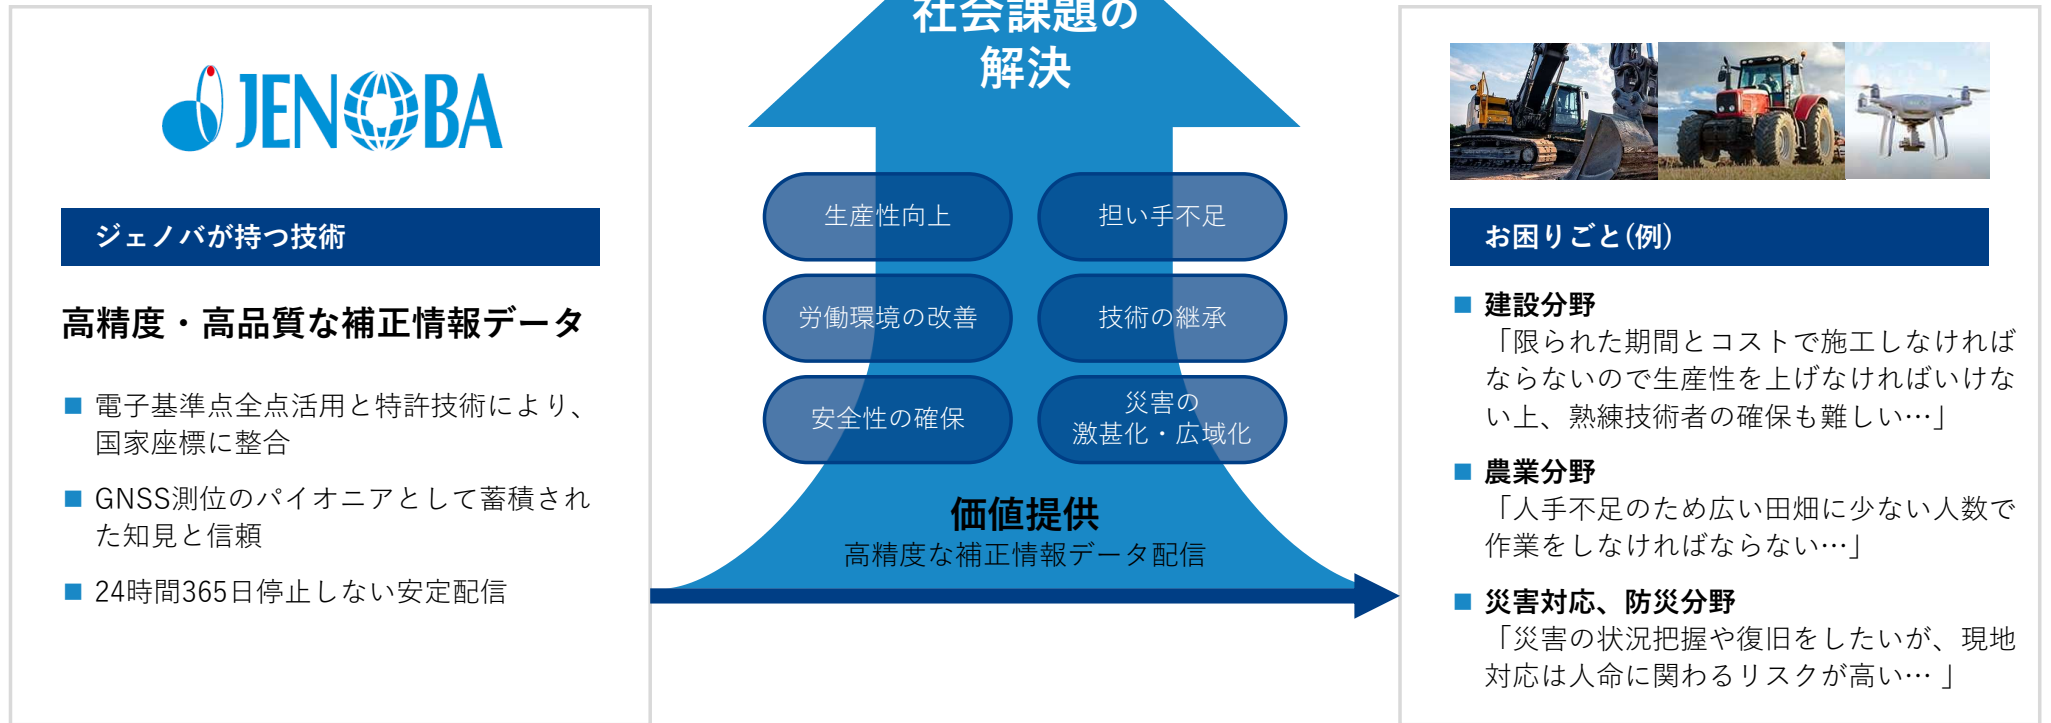 JENOBA
ジェノバが持つ技術
高精度・高品質な補正情報データ
■ 電子基準点全点活用と特許技術により、
国家座標に整合
■ GNSS測位のパイオニアとして蓄積され
た知見と信頼
■ 24時間365日停止しない安定配信
社会課題の
解決
生産性向上
担い手不足
労働環境の改善
技術の継承
安全性の確保
災害の
激甚化・広域化
価値提供
高精度な補正情報データ配信
お困りごと(例)
■ 建設分野
「限られた期間とコストで施工しなければ
ならないので生産性を上げなければいけな
い上、熟練技術者の確保も難しい…」
■ 農業分野
「人手不足のため広い田畑に少ない人数で
作業をしなければならない…」
■ 災害対応、防災分野
「災害の状況把握や復旧をしたいが、現地
対応は人命に関わるリスクが高い… 」